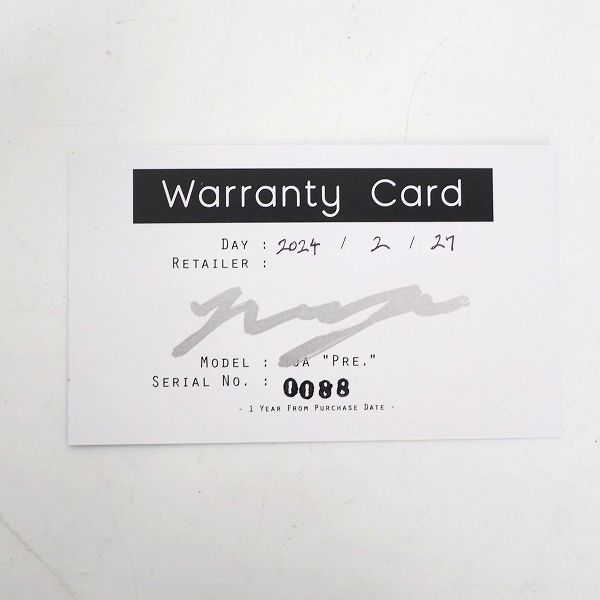 Warranty Card
DAY : 2024 / 2 / 27
RETAILER :
MODEL : "PRE."
SERIAL NO. : 0088
- 1 YEAR FROM PURCHASE DATE -